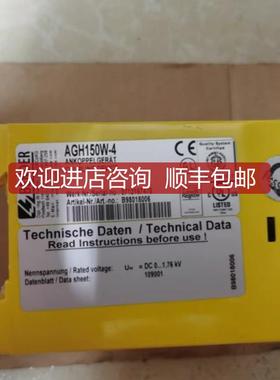 AGH150W-4
ANKOPPELGERÄT
Artikel-Nr/Art.-no.: B98018006
LISTED
欢迎进店咨询 顺丰包邮
Technische Daten / Technical Data
Read Instructions before use !
Nennspannung / Rated voltage: Un = DC 0...1,76 kV
Datenblatt / Data sheet: 109001
B98018006